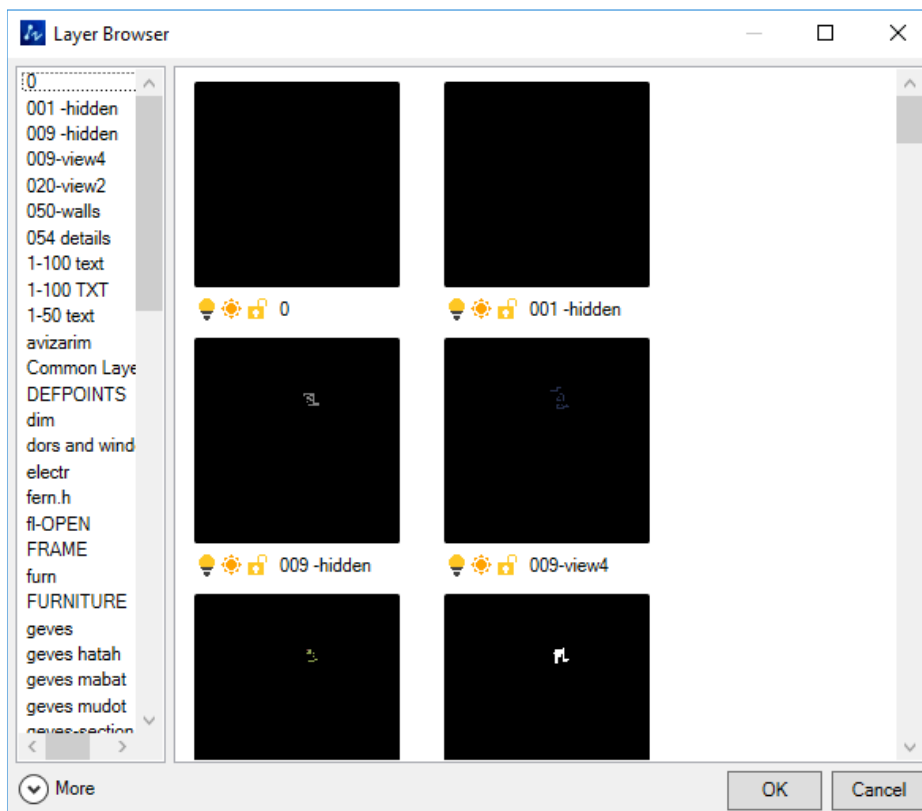 Layer Browser
0
001 -hidden
009 -hidden
009-view4
020-view2
050-walls
054 details
1-100 text
1-100 TXT
1-50 text
avizarim
Common Laye
DEFPOINTS
dim
dors and wind
electr
fern.h
fl-OPEN
FRAME
furn
FURNITURE
geves
geves hatah
geves mabat
geves mudot
geves-section
0
001 -hidden
009 -hidden
009-view4
More
OK
Cancel